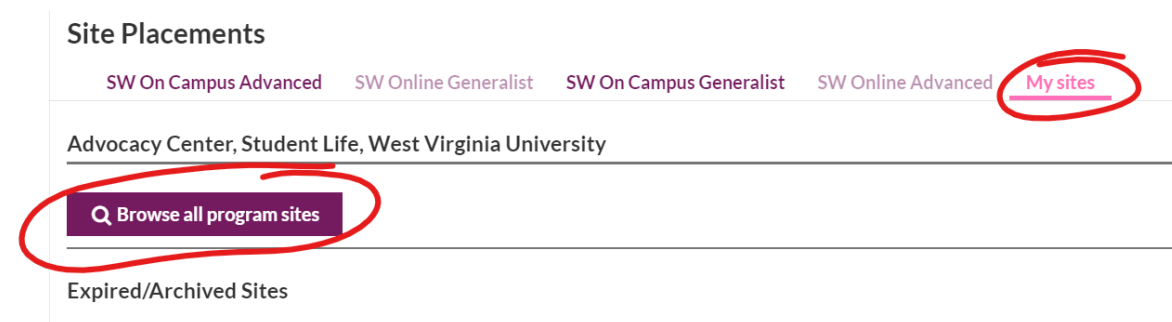 Site Placements
SW On Campus Advanced SW Online Generalist SW On Campus Generalist SW Online Advanced My sites
Advocacy Center, Student Life, West Virginia University
Browse all program sites
Expired/Archived Sites